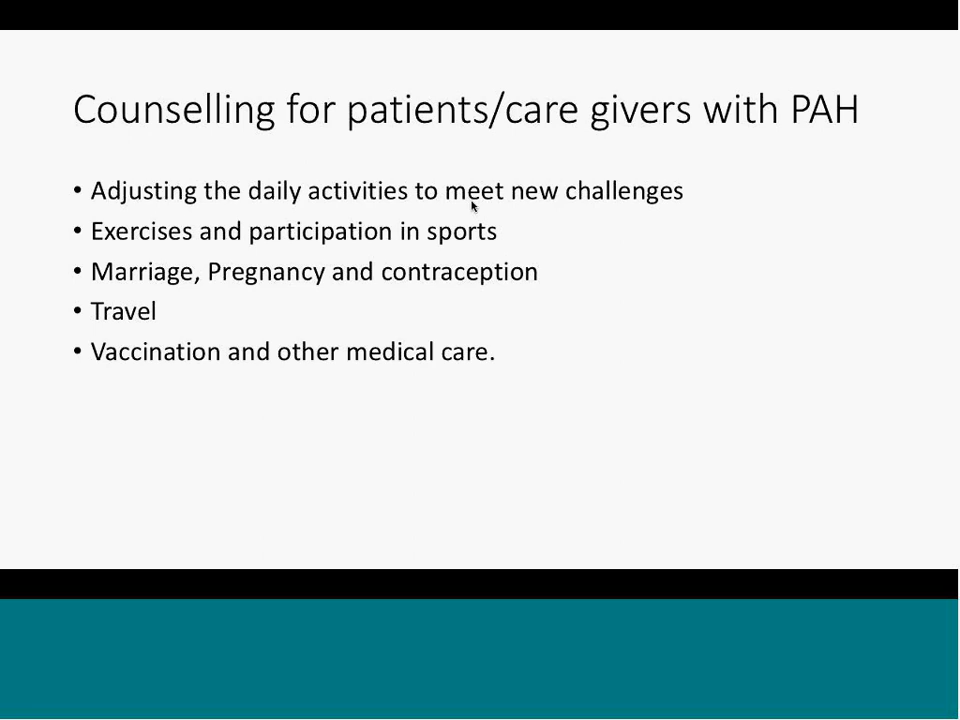 Counselling for patients/care givers with PAH
• Adjusting the daily activities to meet new challenges
• Exercises and participation in sports
• Marriage, Pregnancy and contraception
• Travel
• Vaccination and other medical care.